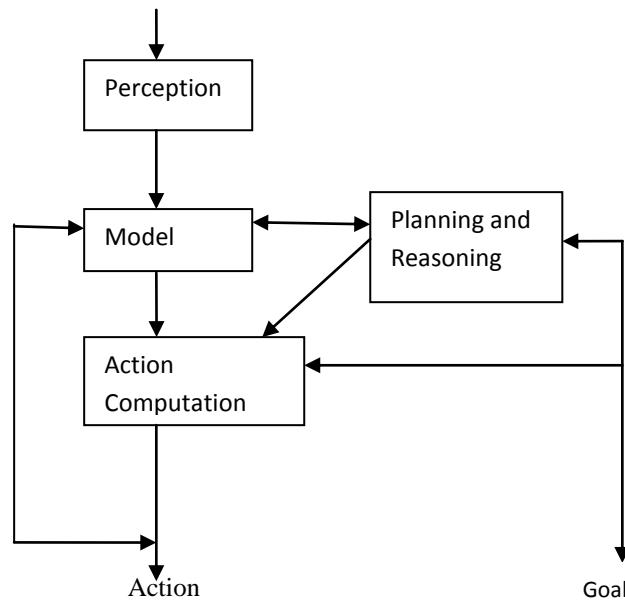 Perception
Model
Planning and
Reasoning
Action
Computation
Action
Goal